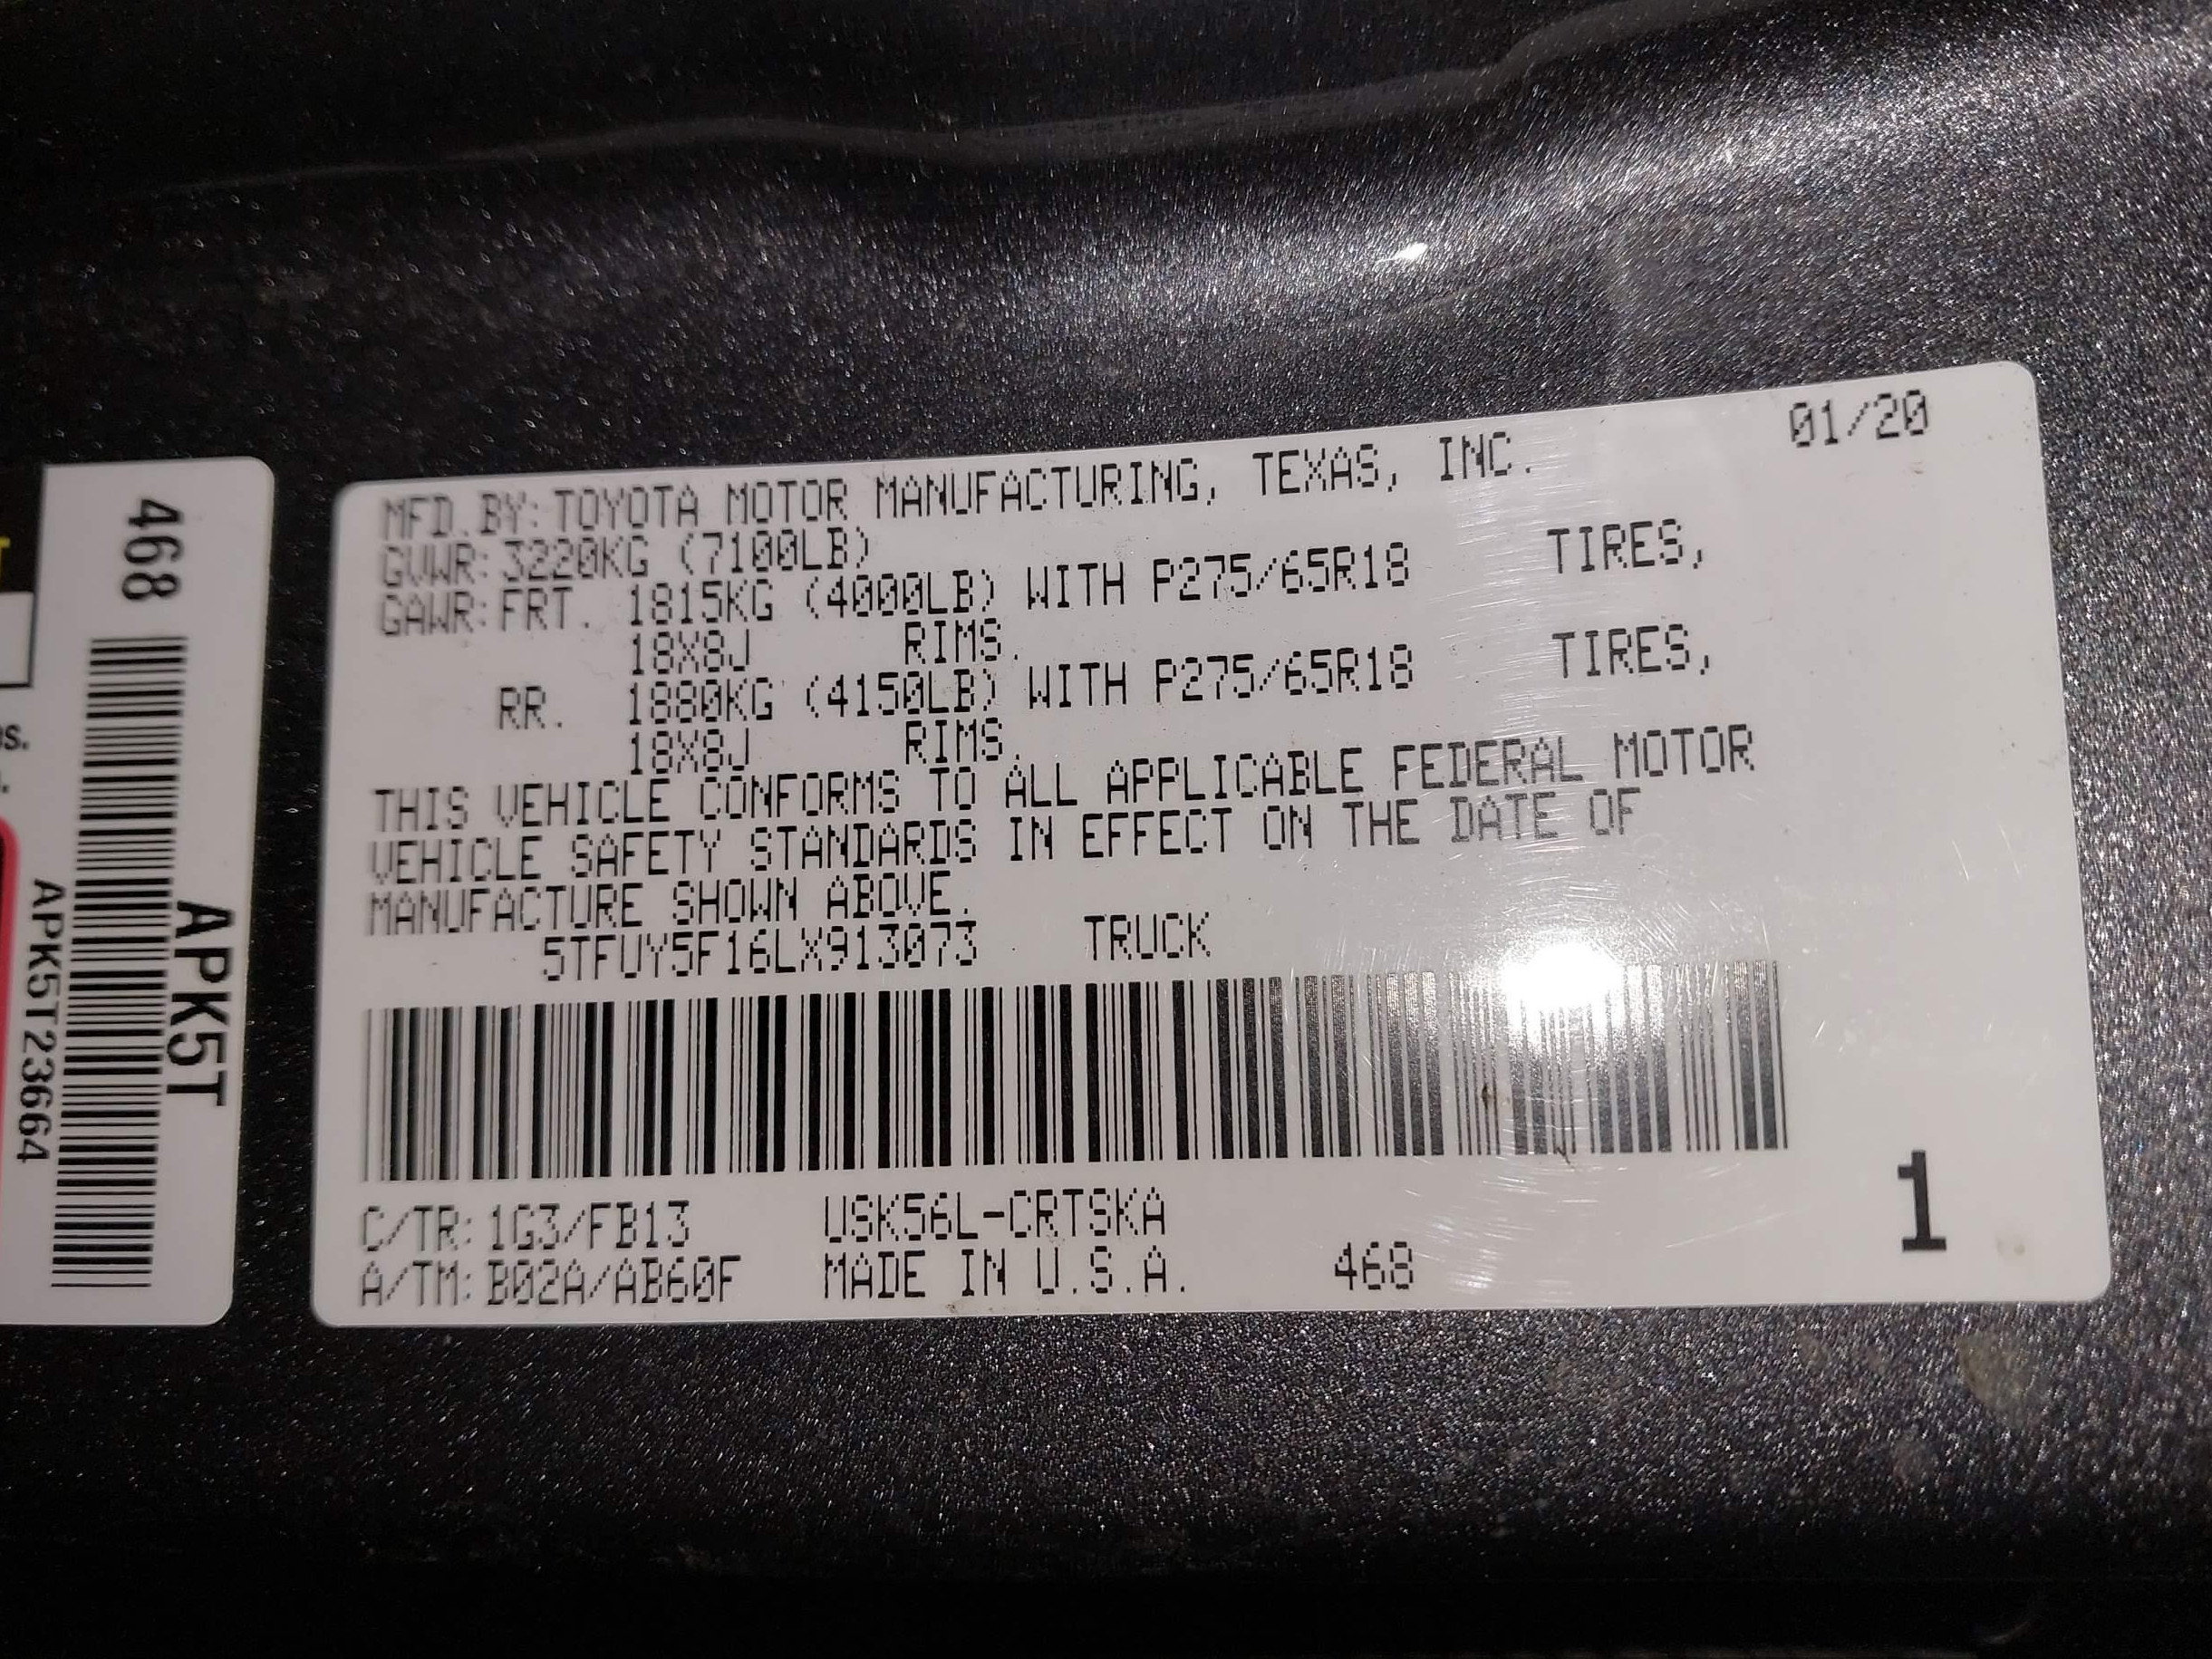 01/20
MFD.BY:TOYOTA MOTOR MANUFACTURING, TEXAS, INC.
GVWR:3220KG (7100LB)
GAWR:FRT. 1815KG (4000LB) WITH P275/65R18 TIRES,
18X8J RIMS.
RR. 1880KG (4150LB) WITH P275/65R18 TIRES,
18X8J RIMS.
THIS VEHICLE CONFORMS TO ALL APPLICABLE FEDERAL MOTOR
VEHICLE SAFETY STANDARDS IN EFFECT ON THE DATE OF
MANUFACTURE SHOWN ABOVE.
5TFUY5F16LX913073 TRUCK
C/TR:1G3/FB13 USK56L-CRTSKA
A/TM:B02A/AB60F MADE IN U.S.A. 468
1
468
APK5T
APK5T23664